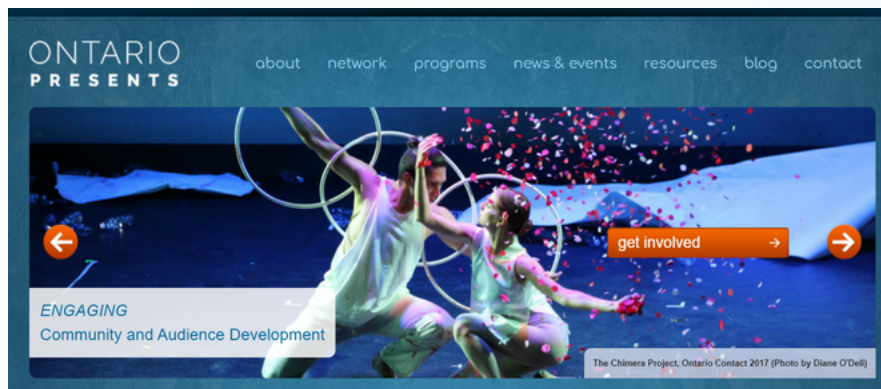 ONTARIO
PRESENTS
about network programs news & events resources blog contact
get involved
ENGAGING
Community and Audience Development
The Chimera Project, Ontario Contact 2017 (Photo by Diane O'Dell)